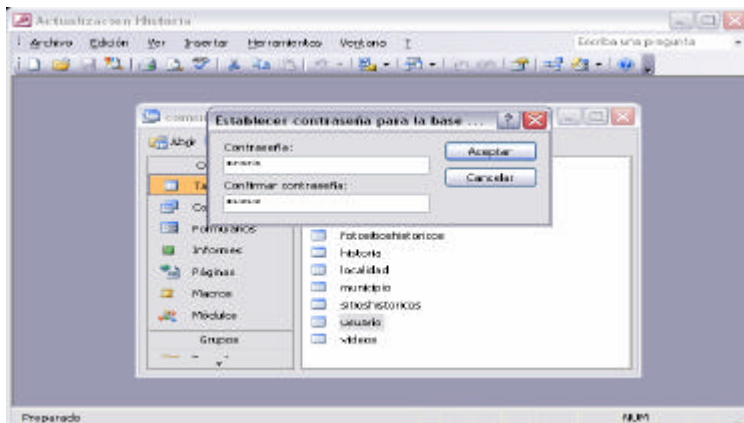 Actualizacion Historia
Archivo Edición Ver Insertar Herramientas Ventana ?
Escriba una pregunta
Establecer contraseña para la base ...
Contraseña:
Aceptar
******
Cancelar
Confirmar contraseña:
******
Abrir
Formularios
Informes
Páginas
Macros
Módulos
Grupos
fotositioshistoricos
historia
localidad
municipio
sitioshistoricos
usuario
videos
Preparado
NUM